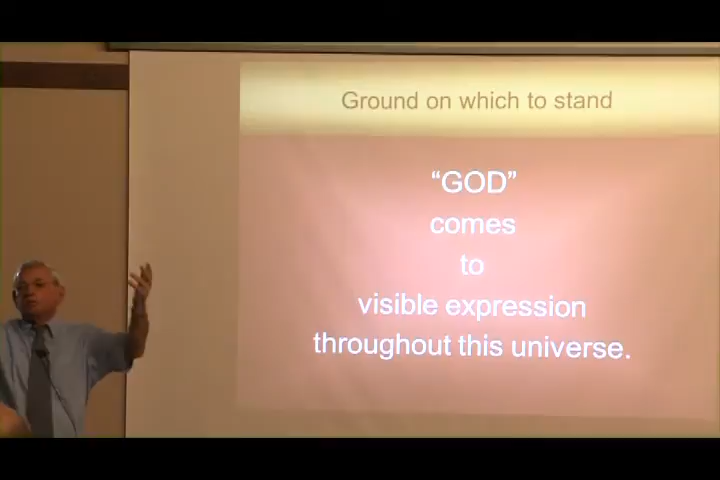 Ground on which to stand
“GOD”
comes
to
visible expression
throughout this universe.